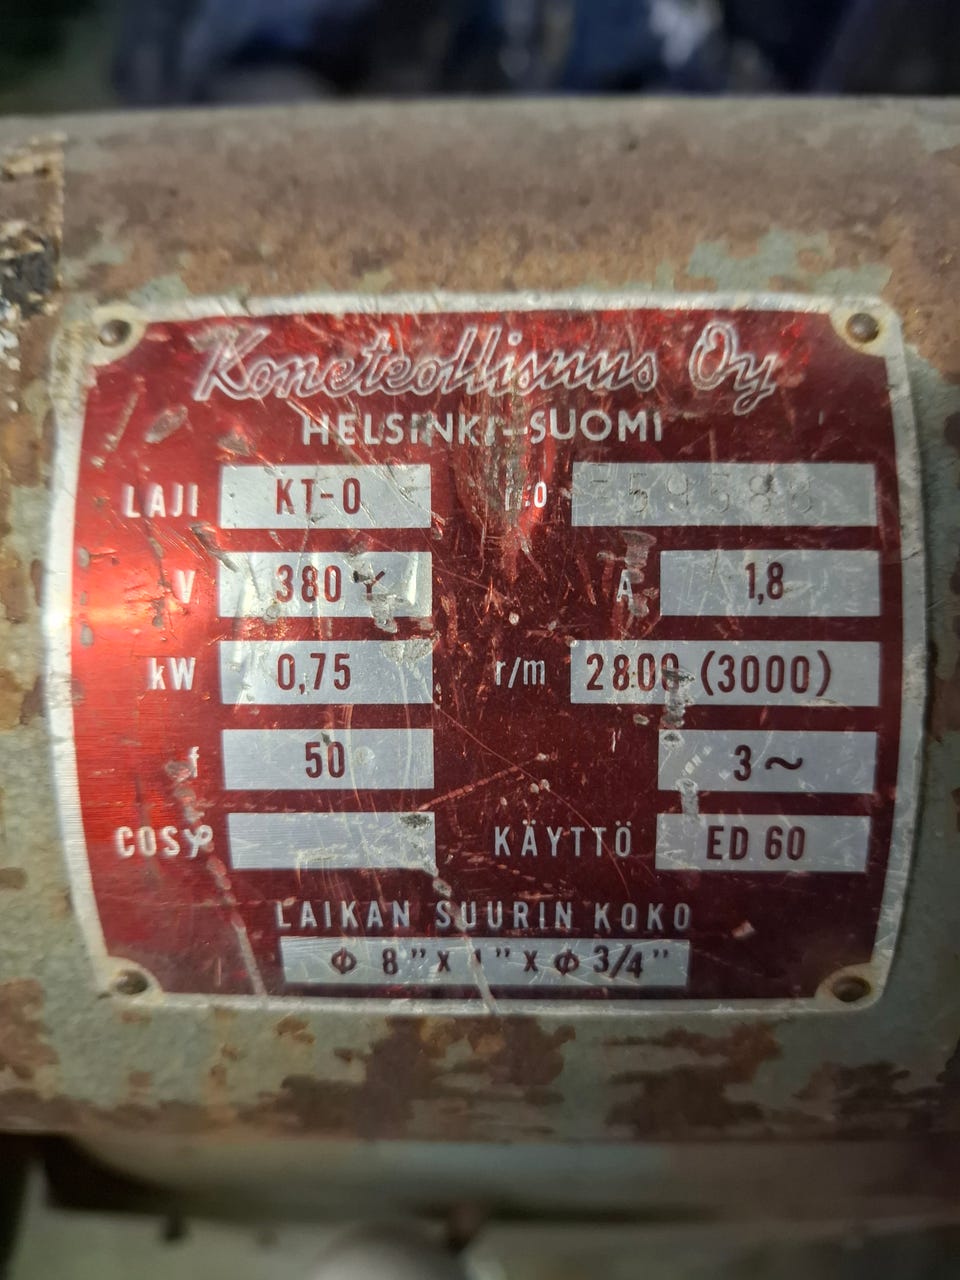 Koneteollisuus Oy
HELSINKI-SUOMI
LAJI KT-0 N:O
V 380 Y A 1,8
kW 0,75 r/m 2800 (3000)
f 50 3~
COSφ KÄYTTÖ ED 60
LAIKAN SUURIN KOKO
Φ 8" X 1" X Φ 3/4"